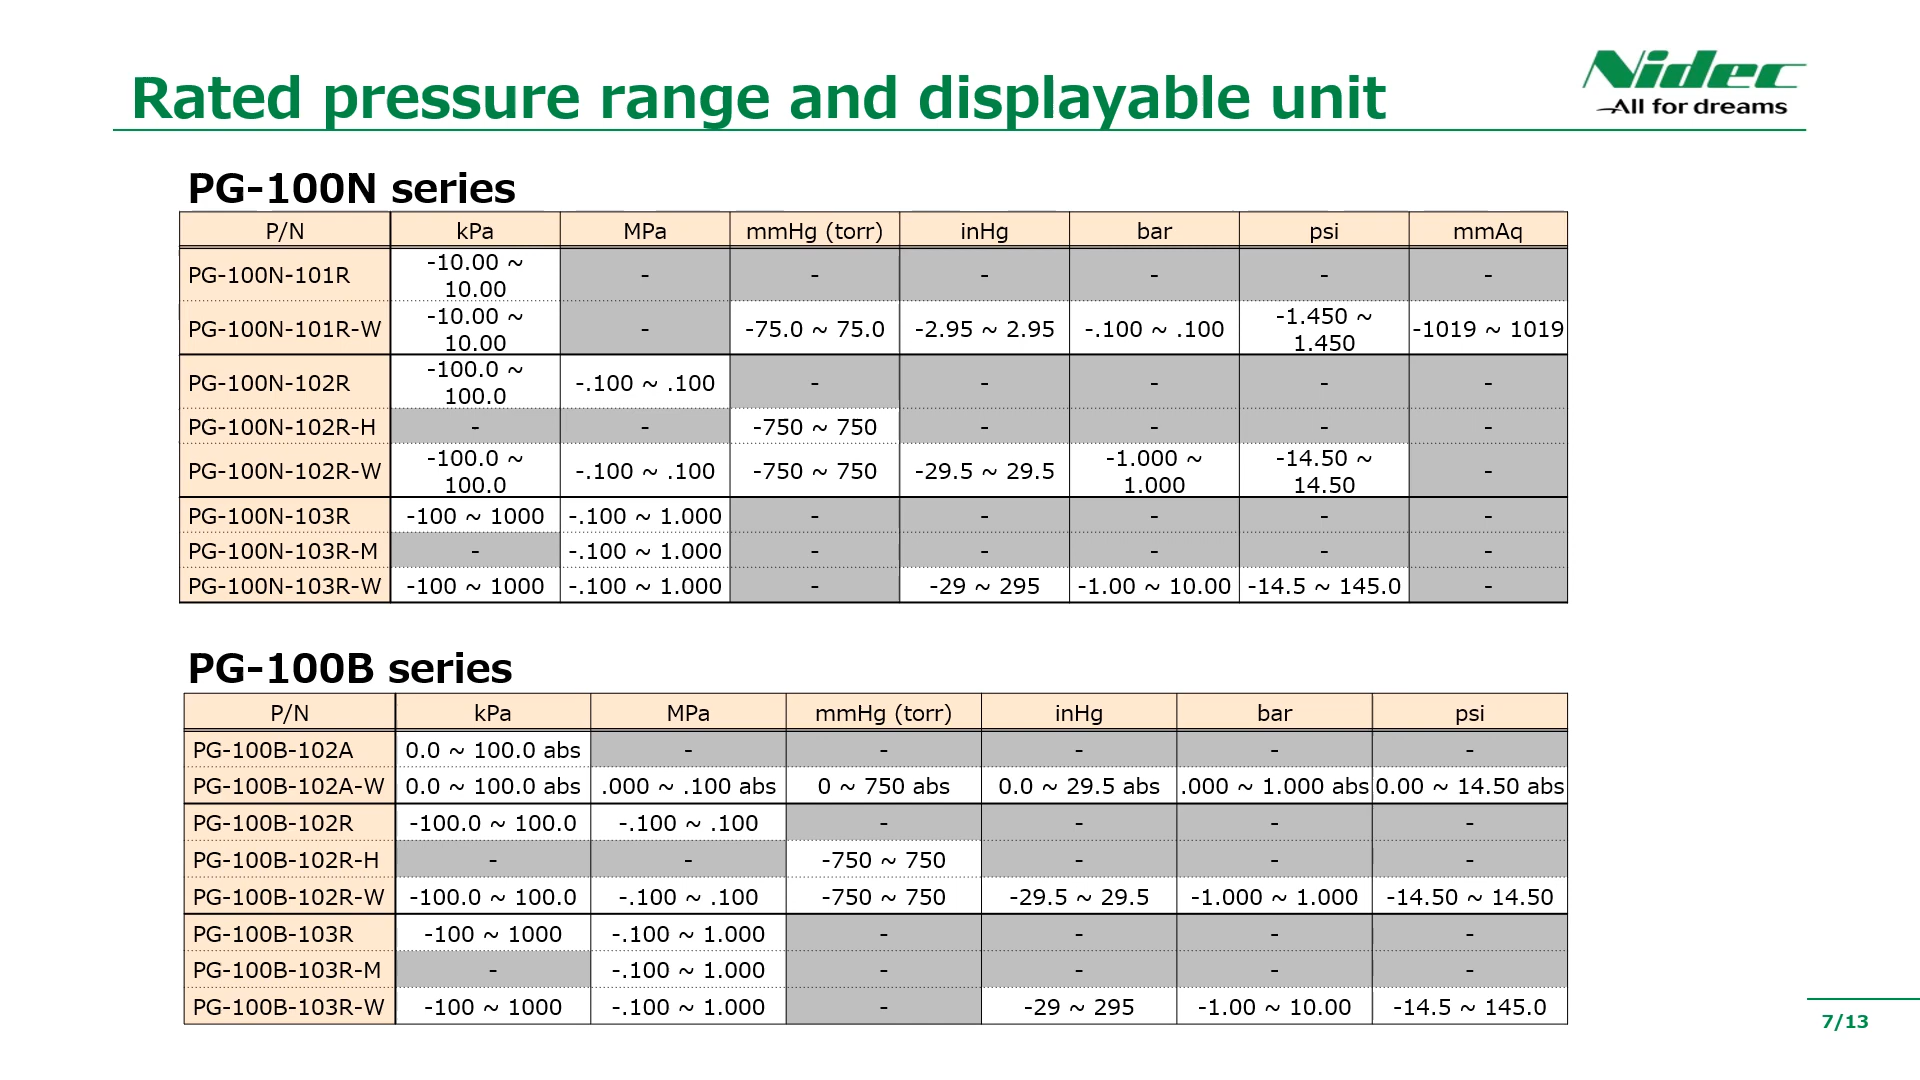 Rated pressure range and displayable unit
Nidec
All for dreams
PG-100N series
P/N kPa MPa mmHg (torr) inHg bar psi mmAq
PG-100N-101R -10.00 ~ 10.00 - - - - - -
PG-100N-101R-W -10.00 ~ 10.00 - -75.0 ~ 75.0 -2.95 ~ 2.95 -.100 ~ .100 -1.450 ~ 1.450 -1019 ~ 1019
PG-100N-102R -100.0 ~ 100.0 -.100 ~ .100 - - - - -
PG-100N-102R-H - - -750 ~ 750 - - - -
PG-100N-102R-W -100.0 ~ 100.0 -.100 ~ .100 -750 ~ 750 -29.5 ~ 29.5 -1.000 ~ 1.000 -14.50 ~ 14.50 -
PG-100N-103R -100 ~ 1000 -.100 ~ 1.000 - - - - -
PG-100N-103R-M - -.100 ~ 1.000 - - - - -
PG-100N-103R-W -100 ~ 1000 -.100 ~ 1.000 - -29 ~ 295 -1.00 ~ 10.00 -14.5 ~ 145.0 -
PG-100B series
P/N kPa MPa mmHg (torr) inHg bar psi
PG-100B-102A 0.0 ~ 100.0 abs - - - - -
PG-100B-102A-W 0.0 ~ 100.0 abs .000 ~ .100 abs 0 ~ 750 abs 0.0 ~ 29.5 abs .000 ~ 1.000 abs 0.00 ~ 14.50 abs
PG-100B-102R -100.0 ~ 100.0 -.100 ~ .100 - - - -
PG-100B-102R-H - - -750 ~ 750 - - -
PG-100B-102R-W -100.0 ~ 100.0 -.100 ~ .100 -750 ~ 750 -29.5 ~ 29.5 -1.000 ~ 1.000 -14.50 ~ 14.50
PG-100B-103R -100 ~ 1000 -.100 ~ 1.000 - - - -
PG-100B-103R-M - -.100 ~ 1.000 - - - -
PG-100B-103R-W -100 ~ 1000 -.100 ~ 1.000 - -29 ~ 295 -1.00 ~ 10.00 -14.5 ~ 145.0
7/13